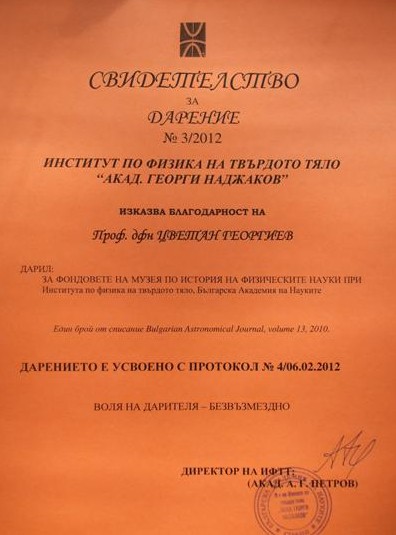 СВИДЕТЕЛСТВО
ЗА
ДАРЕНИЕ
№ 3/2012
ИНСТИТУТ ПО ФИЗИКА НА ТВЪРДОТО ТЯЛО
“АКАД. ГЕОРГИ НАДЖАКОВ”
ИЗКАЗВА БЛАГОДАРНОСТ НА
Проф. дфн ЦВЕТАН ГЕОРГИЕВ
ДАРИЛ:
ЗА ФОНДОВЕТЕ НА МУЗЕЯ ПО ИСТОРИЯ НА ФИЗИЧЕСКИТЕ НАУКИ ПРИ
Института по физика на твърдото тяло, Българска Академия на Науките
Един брой от списание Bulgarian Astronomical Journal, volume 13, 2010.
ДАРЕНИЕТО Е УСВОЕНО С ПРОТОКОЛ № 4/06.02.2012
ВОЛЯ НА ДАРИТЕЛЯ – БЕЗВЪЗМЕЗДНО
ДИРЕКТОР НА ИФТТ:
(АКАД. А. Г. ПЕТРОВ)